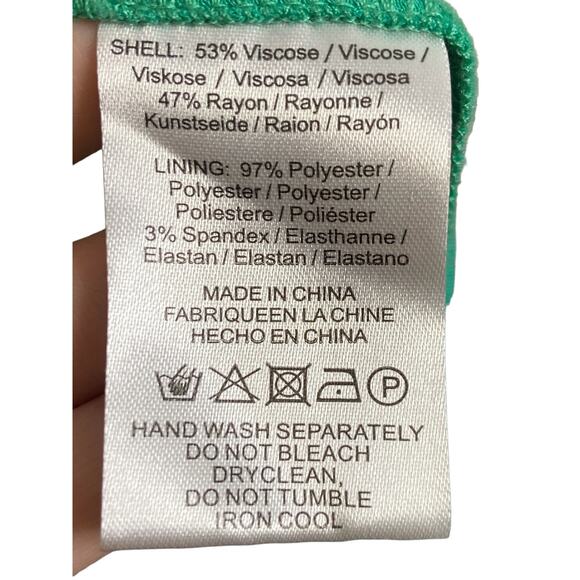 SHELL: 53% Viscose / Viscose /
Viskose / Viscosa / Viscosa
47% Rayon / Rayonne /
Kunstseide / Raion / Rayón
LINING: 97% Polyester /
Polyester / Polyester /
Poliestere / Poliéster
3% Spandex / Elasthanne /
Elastan / Elastan / Elastano
MADE IN CHINA
FABRIQUEEN LA CHINE
HECHO EN CHINA
P
HAND WASH SEPARATELY
DO NOT BLEACH
DRYCLEAN,
DO NOT TUMBLE
IRON COOL